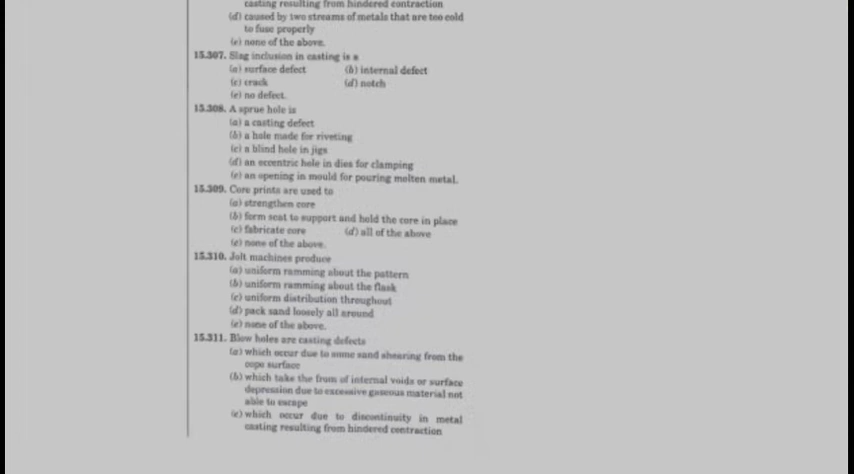 casting resulting from hindered contraction
(d) caused by two streams of metals that are too cold
to fuse properly
(e) none of the above.
15.307. Slag inclusion in casting is a
(a) surface defect (b) internal defect
(c) crack (d) notch
(e) no defect.
15.308. A sprue hole is
(a) a casting defect
(b) a hole made for riveting
(c) a blind hole in jigs
(d) an eccentric hole in dies for clamping
(e) an opening in mould for pouring molten metal.
15.309. Core prints are used to
(a) strengthen core
(b) form seat to support and hold the core in place
(c) fabricate core (d) all of the above
(e) none of the above.
15.310. Jolt machines produce
(a) uniform ramming about the pattern
(b) uniform ramming about the flask
(c) uniform distribution throughout
(d) pack sand loosely all around
(e) none of the above.
15.311. Blow holes are casting defects
(a) which occur due to some sand shearing from the
cope surface
(b) which take the from of internal voids or surface
depression due to excessive gaseous material not
able to escape
(c) which occur due to discontinuity in metal
casting resulting from hindered contraction